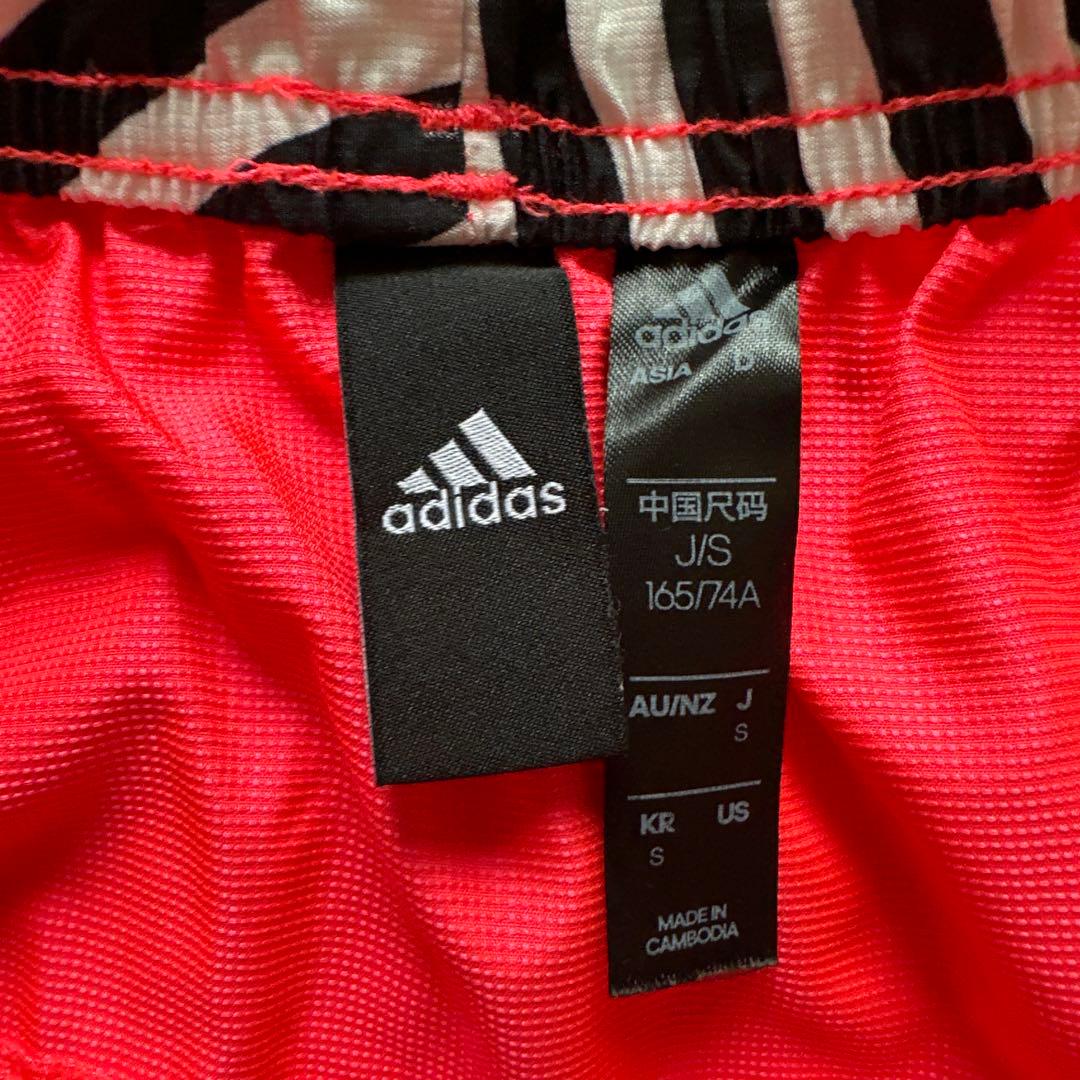 adidas
adidas
ASIA D
中国尺码
J/S
165/74A
AU/NZ J
S
KR US
S
MADE IN
CAMBODIA